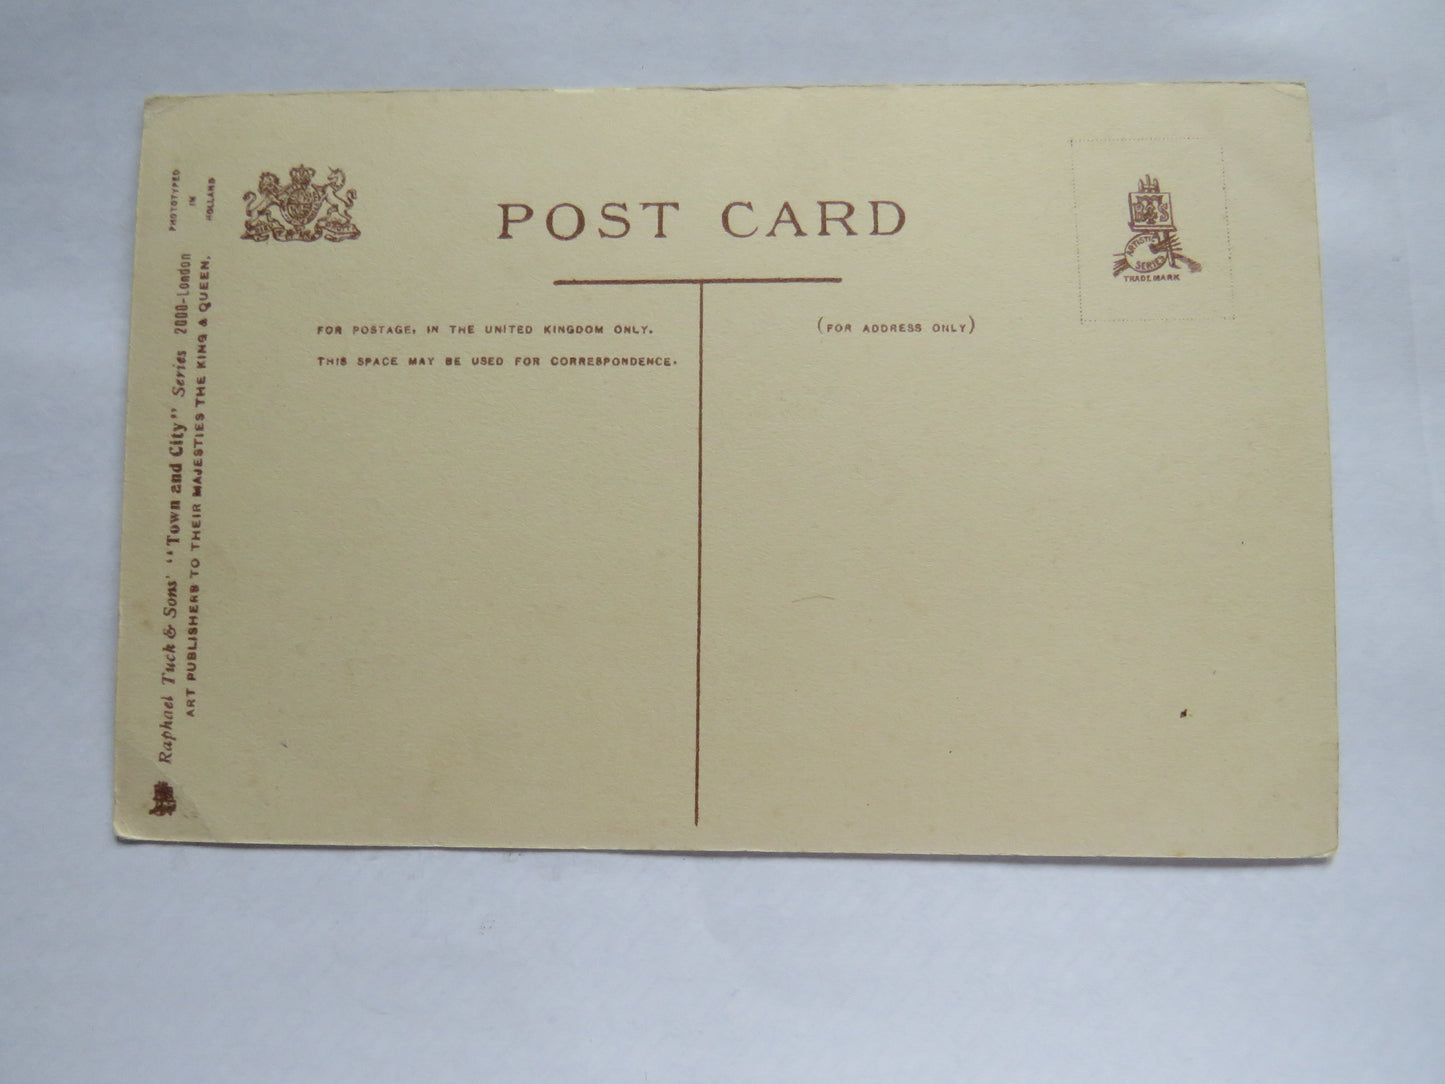 POST CARD
FOR POSTAGE, IN THE UNITED KINGDOM ONLY.
THIS SPACE MAY BE USED FOR CORRESPONDENCE.
(FOR ADDRESS ONLY)
ARTISTIC
SERIES
TRADE MARK
PHOTOTYPED
IN
HOLLAND
Raphael Tuck & Sons' "Town and City" Series 2000-London
ART PUBLISHERS TO THEIR MAJESTIES THE KING & QUEEN.